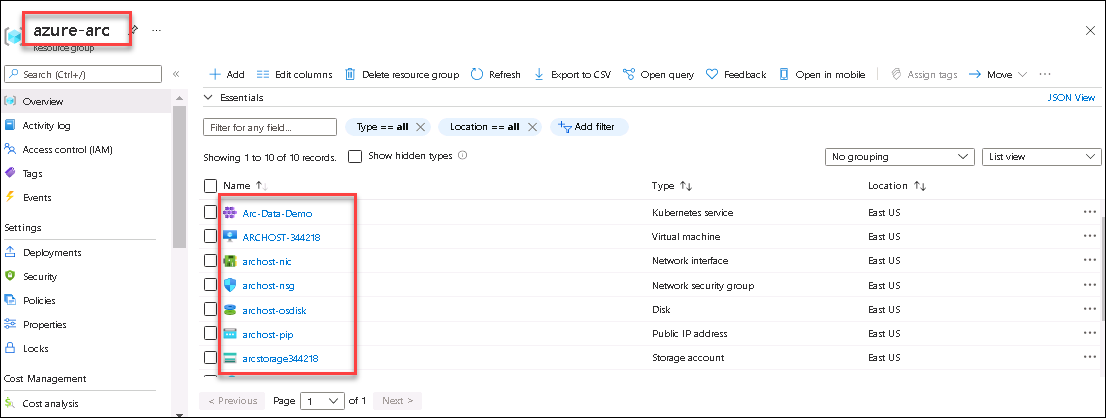 azure-arc
...
Resource group
Search (Ctrl+/)
«
Add
Edit columns
Delete resource group
Refresh
Export to CSV
Open query
Feedback
Open in mobile
Assign tags
Move
...
Overview
Activity log
Access control (IAM)
Tags
Events
Settings
Deployments
Security
Policies
Properties
Locks
Cost Management
Cost analysis
Essentials
JSON View
Filter for any field...
Type == all
Location == all
Add filter
Showing 1 to 10 of 10 records.
Show hidden types
No grouping
List view
Name ↑↓ Type ↑↓ Location ↑↓
Arc-Data-Demo Kubernetes service East US ...
ARCHOST-344218 Virtual machine East US ...
archost-nic Network interface East US ...
archost-nsg Network security group East US ...
archost-osdisk Disk East US ...
archost-pip Public IP address East US ...
arcstorage344218 Storage account East US ...
< Previous Page 1 of 1 Next >